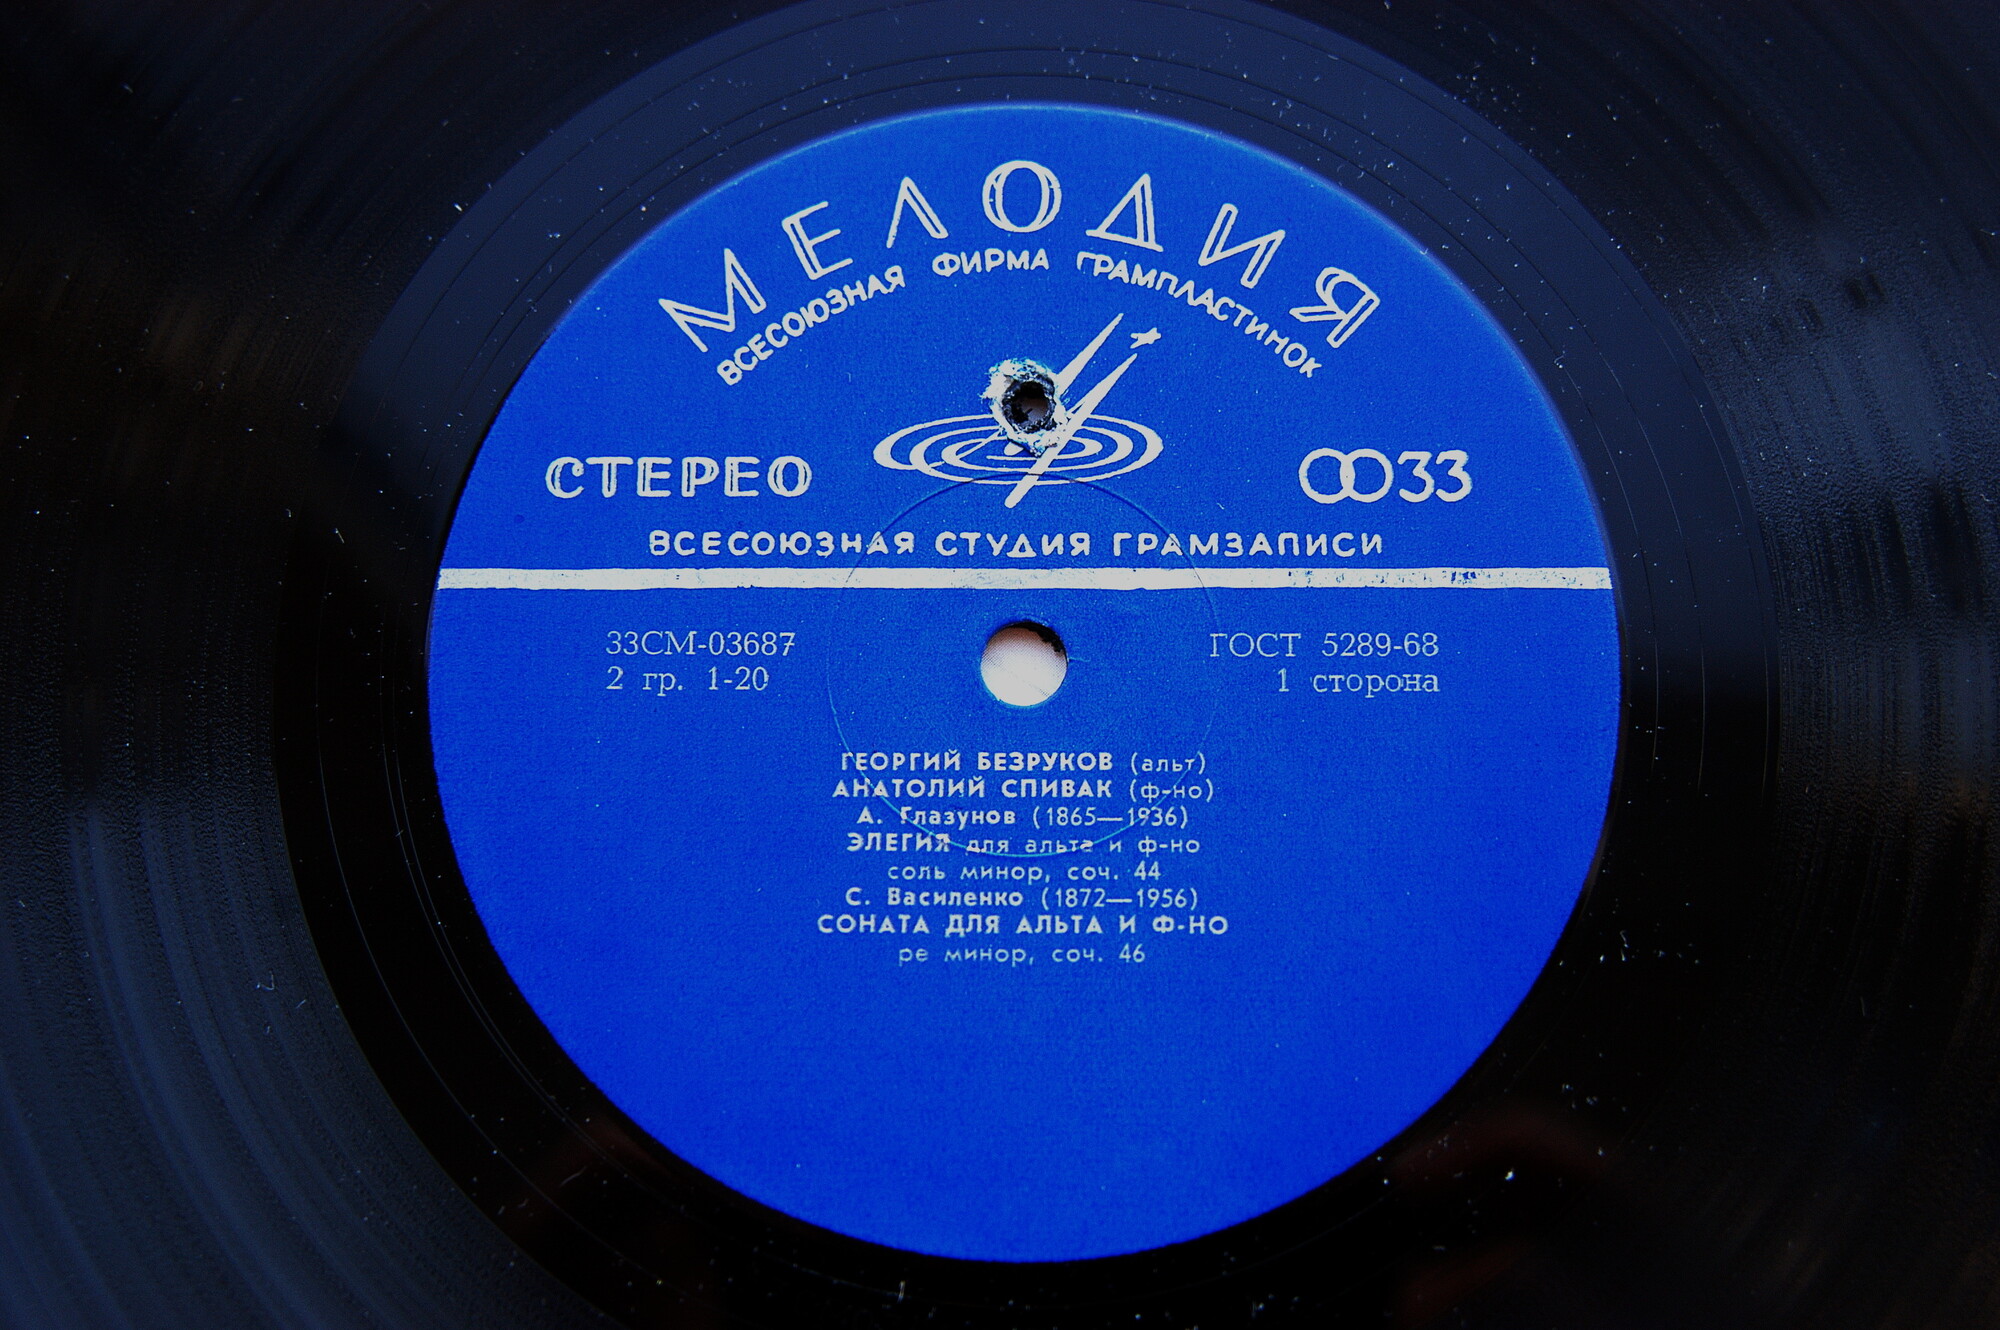 МЕЛОДИЯ
ВСЕСОЮЗНАЯ ФИРМА ГРАМПЛАСТИНОК
СТЕРЕО 33
ВСЕСОЮЗНАЯ СТУДИЯ ГРАМЗАПИСИ
33СМ-03687 ГОСТ 5289-68
2 гр. 1-20 1 сторона
ГЕОРГИЙ БЕЗРУКОВ (альт)
АНАТОЛИЙ СПИВАК (ф-но)
А. Глазунов (1865—1936)
ЭЛЕГИЯ для альта и ф-но
соль минор, соч. 44
С. Василенко (1872—1956)
СОНАТА ДЛЯ АЛЬТА И Ф-НО
ре минор, соч. 46